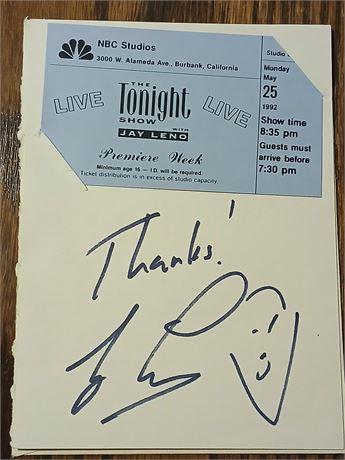 NBC Studios
3000 W. Alameda Ave., Burbank, California
LIVE
THE
Tonight
SHOW
WITH
JAY LENO
LIVE
Premiere Week
Minimum age 16 — I.D. will be required.
Ticket distribution is in excess of studio capacity
Studio
Monday
May
25
1992
Show time
8:35 pm
Guests must
arrive before
7:30 pm
Thanks!